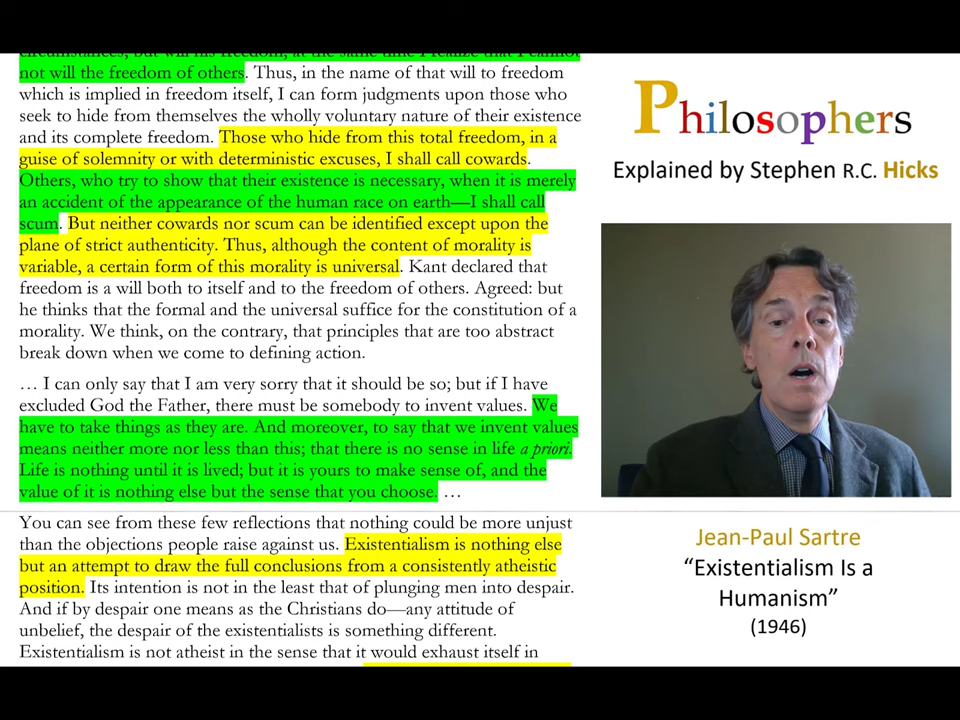 circumstances, but will his freedom, at the same time I realize that I cannot
not will the freedom of others. Thus, in the name of that will to freedom
which is implied in freedom itself, I can form judgments upon those who
seek to hide from themselves the wholly voluntary nature of their existence
and its complete freedom. Those who hide from this total freedom, in a
guise of solemnity or with deterministic excuses, I shall call cowards.
Others, who try to show that their existence is necessary, when it is merely
an accident of the appearance of the human race on earth—I shall call
scum. But neither cowards nor scum can be identified except upon the
plane of strict authenticity. Thus, although the content of morality is
variable, a certain form of this morality is universal. Kant declared that
freedom is a will both to itself and to the freedom of others. Agreed: but
he thinks that the formal and the universal suffice for the constitution of a
morality. We think, on the contrary, that principles that are too abstract
break down when we come to defining action.
… I can only say that I am very sorry that it should be so; but if I have
excluded God the Father, there must be somebody to invent values. We
have to take things as they are. And moreover, to say that we invent values
means neither more nor less than this; that there is no sense in life a priori.
Life is nothing until it is lived; but it is yours to make sense of, and the
value of it is nothing else but the sense that you choose. …
You can see from these few reflections that nothing could be more unjust
than the objections people raise against us. Existentialism is nothing else
but an attempt to draw the full conclusions from a consistently atheistic
position. Its intention is not in the least that of plunging men into despair.
And if by despair one means as the Christians do—any attitude of
unbelief, the despair of the existentialists is something different.
Existentialism is not atheist in the sense that it would exhaust itself in
Philosophers
Explained by Stephen R.C. Hicks
Jean-Paul Sartre
“Existentialism Is a
Humanism”
(1946)